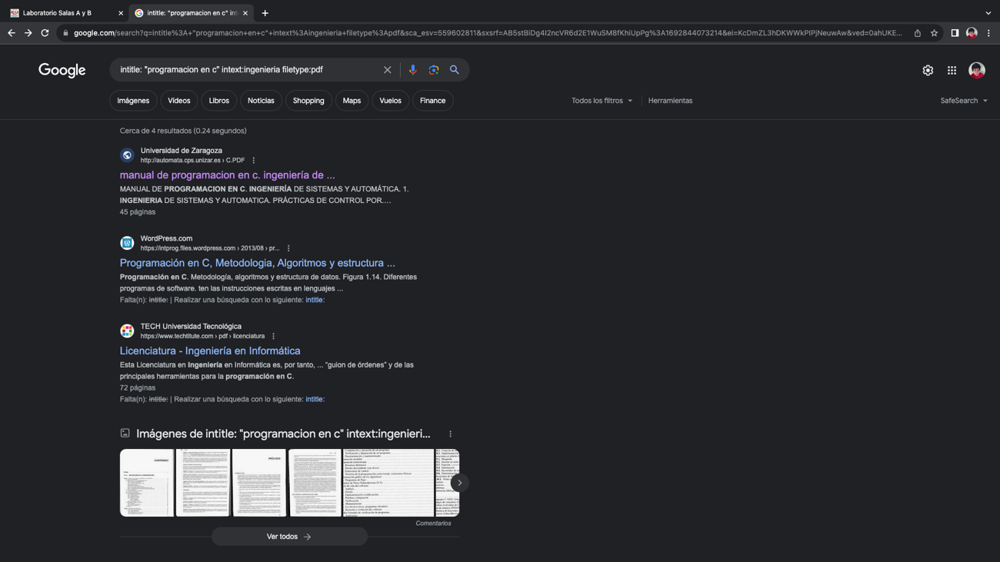 Laboratorio Salas A y B
intitle: "programacion en c" int
google.com/search?q=intitle%3A+"programacion+en+c"+intext%3Aingenieria+filetype%3Apdf&sca_esv=559602811&sxsrf=AB5stBiDg4I2ncVR6d2E1WuSM8fKhiUpPg%3A1692844073214&ei=KcDmZL3hDKWWkPIPjNeuwAw&ved=0ahUKE...
Google
intitle: "programacion en c" intext:ingenieria filetype:pdf
Imágenes
Videos
Libros
Noticias
Shopping
Maps
Vuelos
Finance
Todos los filtros
Herramientas
SafeSearch
Cerca de 4 resultados (0.24 segundos)
Universidad de Zaragoza
http://automata.cps.unizar.es › C.PDF
manual de programacion en c. ingeniería de ...
MANUAL DE PROGRAMACION EN C. INGENIERÍA DE SISTEMAS Y AUTOMÁTICA. 1.
INGENIERIA DE SISTEMAS Y AUTOMATICA. PRÁCTICAS DE CONTROL POR....
45 páginas
WordPress.com
https://intprog.files.wordpress.com › 2013/08 › pr...
Programación en C, Metodologia, Algoritmos y estructura ...
Programación en C. Metodología, algoritmos y estructura de datos. Figura 1.14. Diferentes
programas de software. ten las instrucciones escritas en lenguajes ...
Falta(n): intitle: | Realizar una búsqueda con lo siguiente: intitle:
TECH Universidad Tecnológica
https://www.techtitute.com › pdf › licenciatura
Licenciatura - Ingeniería en Informática
Esta Licenciatura en Ingeniería en Informática es, por tanto, ... "guion de órdenes" y de las
principales herramientas para la programación en C.
72 páginas
Falta(n): intitle: | Realizar una búsqueda con lo siguiente: intitle:
Imágenes de intitle: "programacion en c" intext:ingenieri...
CONTENIDO
PRÓLOGO
Comentarios
Ver todos